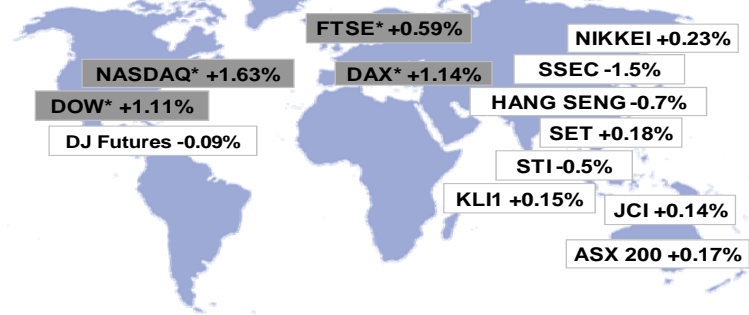 FTSE* +0.59%
NIKKEI +0.23%
NASDAQ* +1.63%
DAX* +1.14%
SSEC -1.5%
DOW* +1.11%
HANG SENG -0.7%
DJ Futures -0.09%
SET +0.18%
STI -0.5%
KLI1 +0.15%
JCI +0.14%
ASX 200 +0.17%